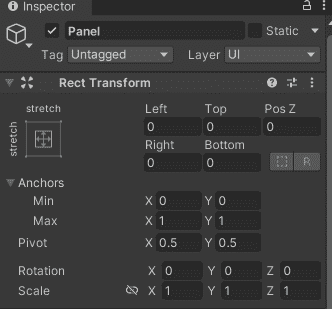 Inspector
Panel Static
Tag Untagged Layer UI
Rect Transform
stretch
stretch
Left Top Pos Z
0 0 0
Right Bottom
0 0 R
Anchors
Min X 0 Y 0
Max X 1 Y 1
Pivot X 0.5 Y 0.5
Rotation X 0 Y 0 Z 0
Scale X 1 Y 1 Z 1